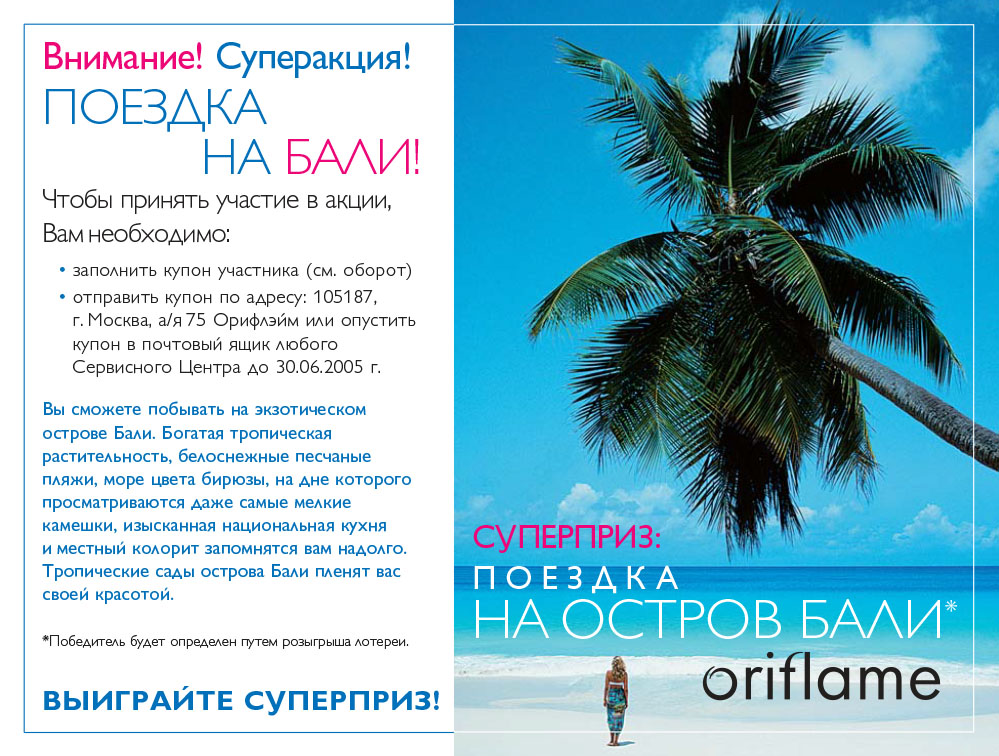 Внимание! Суперакция!
ПОЕЗДКА
НА БАЛИ!
Чтобы принять участие в акции,
Вам необходимо:
• заполнить купон участника (см. оборот)
• отправить купон по адресу: 105187,
г. Москва, а/я 75 Орифлэйм или опустить
купон в почтовый ящик любого
Сервисного Центра до 30.06.2005 г.
Вы сможете побывать на экзотическом
острове Бали. Богатая тропическая
растительность, белоснежные песчаные
пляжи, море цвета бирюзы, на дне которого
просматриваются даже самые мелкие
камешки, изысканная национальная кухня
и местный колорит запомнятся вам надолго.
Тропические сады острова Бали пленят вас
своей красотой.
*Победитель будет определен путем розыгрыша лотереи.
ВЫИГРАЙТЕ СУПЕРПРИЗ!
СУПЕРПРИЗ:
ПОЕЗДКА
НА ОСТРОВ БАЛИ*
oriflame